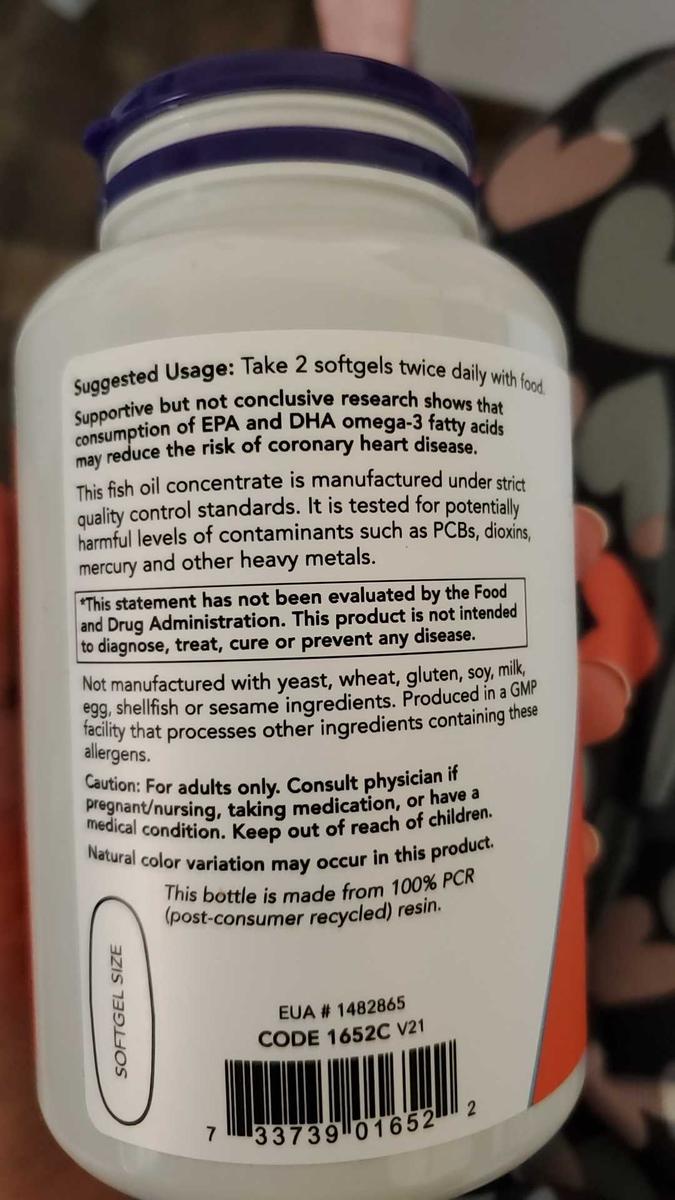 Suggested Usage: Take 2 softgels twice daily with food.
Supportive but not conclusive research shows that
consumption of EPA and DHA omega-3 fatty acids
may reduce the risk of coronary heart disease.
This fish oil concentrate is manufactured under strict
quality control standards. It is tested for potentially
harmful levels of contaminants such as PCBs, dioxins,
mercury and other heavy metals.
*This statement has not been evaluated by the Food
and Drug Administration. This product is not intended
to diagnose, treat, cure or prevent any disease.
Not manufactured with yeast, wheat, gluten, soy, milk,
egg, shellfish or sesame ingredients. Produced in a GMP
facility that processes other ingredients containing these
allergens.
Caution: For adults only. Consult physician if
pregnant/nursing, taking medication, or have a
medical condition. Keep out of reach of children.
Natural color variation may occur in this product.
This bottle is made from 100% PCR
(post-consumer recycled) resin.
SOFTGEL SIZE
EUA # 1482865
CODE 1652C V21
7 33739 01652 2